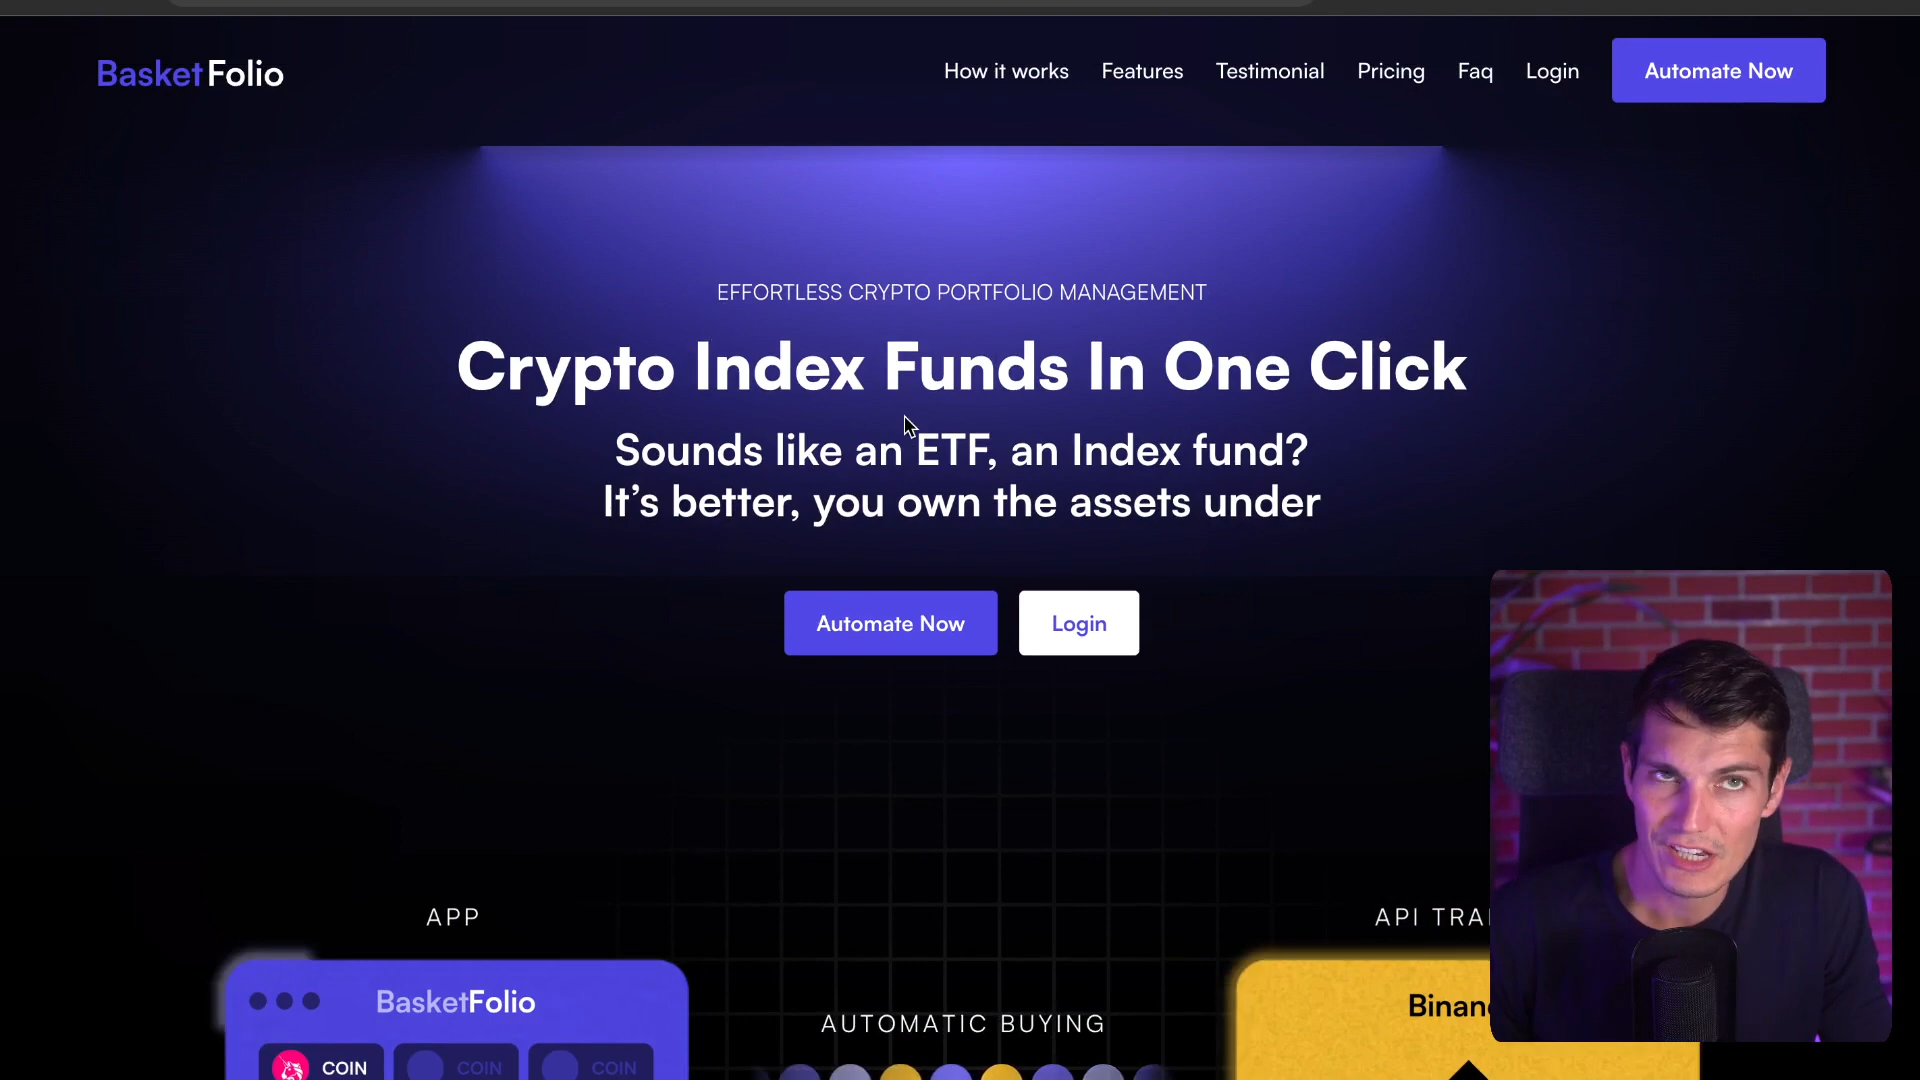 BasketFolio
How it works
Features
Testimonial
Pricing
Faq
Login
Automate Now
EFFORTLESS CRYPTO PORTFOLIO MANAGEMENT
Crypto Index Funds In One Click
Sounds like an ETF, an Index fund?
It’s better, you own the assets under
Automate Now
Login
APP
API TRA
BasketFolio
Binan
AUTOMATIC BUYING
COIN
COIN
COIN